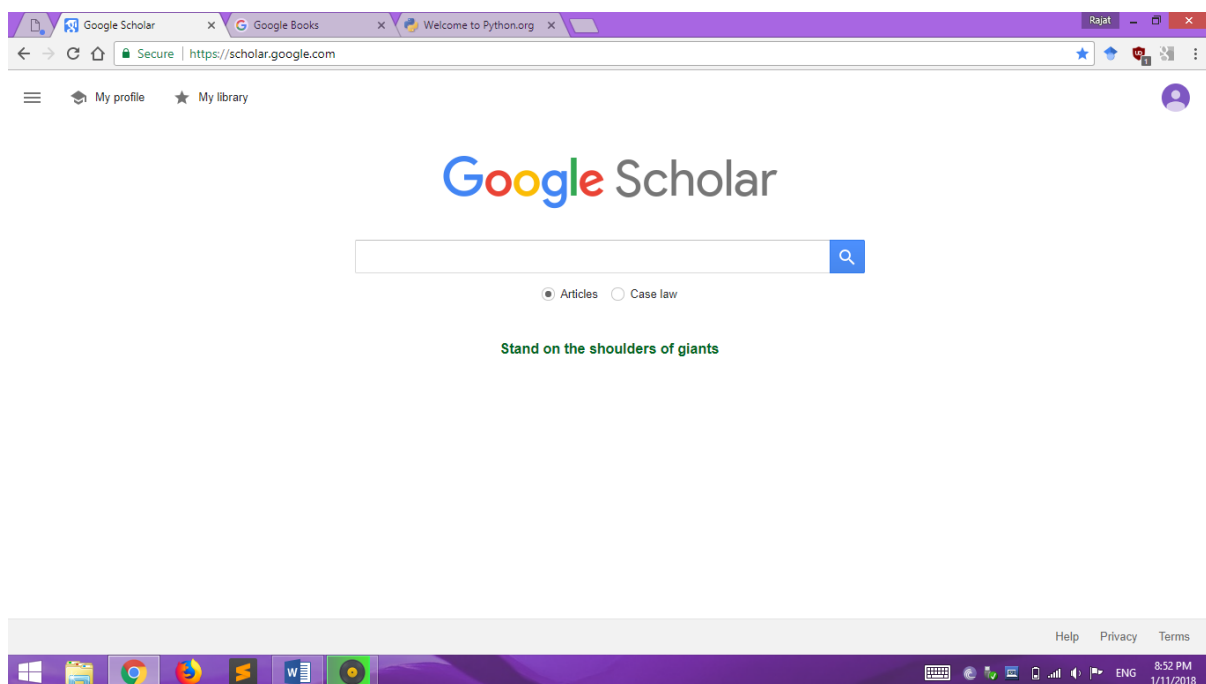 Google Scholar Google Books Welcome to Python.org Rajat
Secure https://scholar.google.com
1
My profile My library
Google Scholar
Articles Case law
Stand on the shoulders of giants
Help Privacy Terms
ENG 8:52 PM
1/11/2018